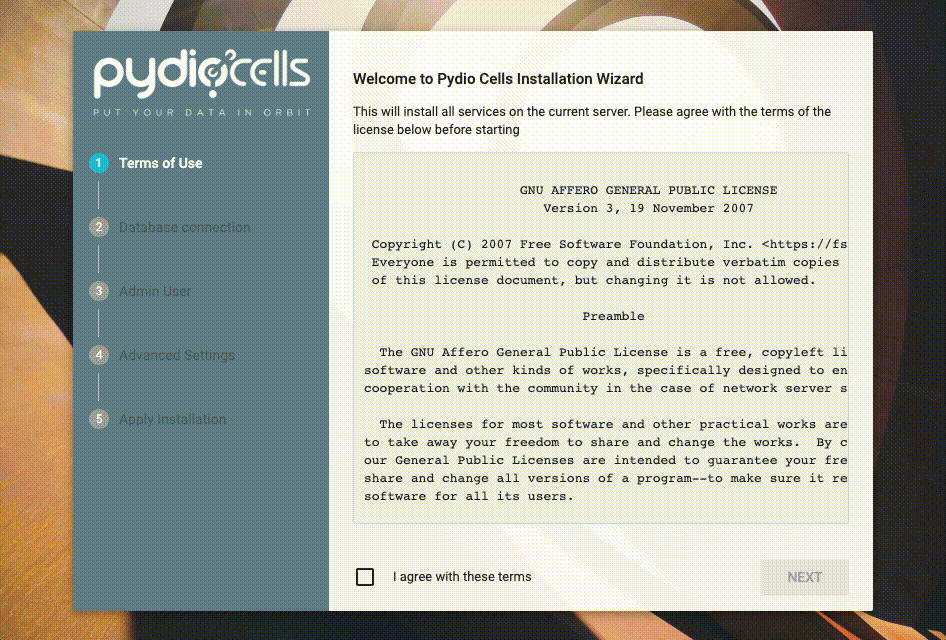 pydio cells
PUT YOUR DATA IN ORBIT
1 Terms of Use
2 Database connection
3 Admin User
4 Advanced Settings
5 Apply Installation
Welcome to Pydio Cells Installation Wizard
This will install all services on the current server. Please agree with the terms of the
license below before starting
GNU AFFERO GENERAL PUBLIC LICENSE
Version 3, 19 November 2007
Copyright (C) 2007 Free Software Foundation, Inc. <https://fs
Everyone is permitted to copy and distribute verbatim copies
of this license document, but changing it is not allowed.
Preamble
The GNU Affero General Public License is a free, copyleft li
software and other kinds of works, specifically designed to en
cooperation with the community in the case of network server s
The licenses for most software and other practical works are
to take away your freedom to share and change the works.  By c
our General Public Licenses are intended to guarantee your fre
share and change all versions of a program--to make sure it re
software for all its users.
I agree with these terms
NEXT